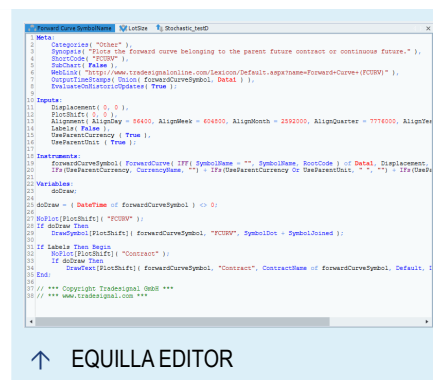 Forward Curve SymbolName LotSize Stochastic_testD
1 Meta:
2 Categories( "Other" ),
3 Synopsis( "Plots the forward curve belonging to the parent future contract or continuous future." ),
4 ShortCode( "FCURV" ),
5 SubChart( False ),
6 WebLink( "http://www.tradesignalonline.com/Lexicon/Default.aspx?name=Forward+Curve+(FCURV)" ),
7 OutputTimeStamps( Union( forwardCurveSymbol, Data1 ) ),
8 EvaluateOnHistoricUpdates( True );
9
10 Inputs:
11 Displacement( 0, 0 ),
12 PlotShift( 0, 0 ),
13 Alignment( AlignDay = 86400, AlignWeek = 604800, AlignMonth = 2592000, AlignQuarter = 7776000, AlignYea
14 Labels( False ),
15 UseParentCurrency ( True ),
16 UseParentUnit ( True );
17
18 Instruments:
19 forwardCurveSymbol( ForwardCurve( IFF( SymbolName = "", SymbolName, RootCode ) of Data1, Displacement,
20 IFs(UseParentCurrency, CurrencyName, "") + IFs(UseParentCurrency Or UseParentUnit, " ", "") + IFs(UsePa
22 Variables:
23 doDraw:
24
25 doDraw = ( DateTime of forwardCurveSymbol ) <> 0;
26
27 NoPlot[PlotShift]( "FCURV" );
28 If doDraw Then
29 DrawSymbol[PlotShift]( forwardCurveSymbol, "FCURV", SymbolDot + SymbolJoined );
30
31 If Labels Then Begin
32 NoPlot[PlotShift]( "Contract" );
33 If doDraw Then
34 DrawText[PlotShift]( forwardCurveSymbol, "Contract", ContractName of forwardCurveSymbol, Default,
35 End;
36
37 // *** Copyright Tradesignal GmbH ***
38 // *** www.tradesignal.com ***
↑ EQUILLA EDITOR